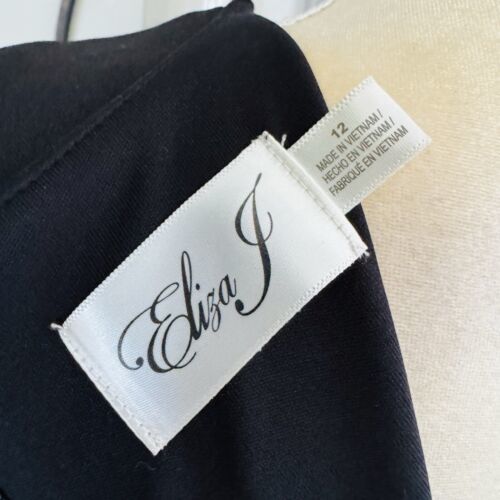 12
MADE IN VIETNAM /
HECHO EN VIETNAM /
FABRIQUÉ EN VIETNAM
Eliza J